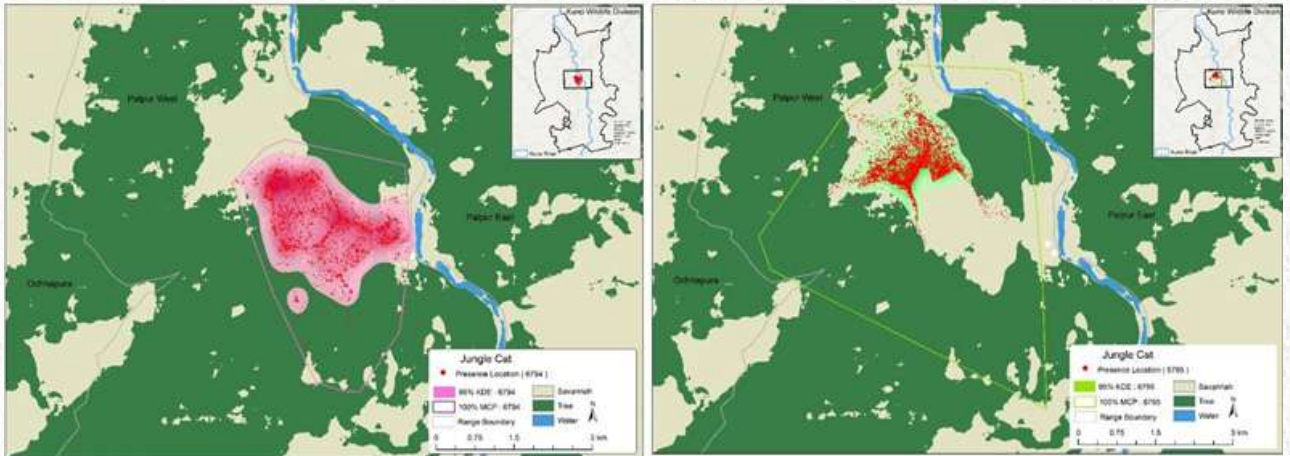 Kuno Wildlife Division
Palpur West
Palpur East
Ochhapura
Jungle Cat
Presence Location ( 6794 )
95% KDE : 6794
100% MCP : 6794
Range Boundary
Savannah
Tree
Water
N
0 0.75 1.5 3 km
Kuno Wildlife Division
Palpur West
Palpur East
Ochhapura
Jungle Cat
Presence Location ( 6795 )
95% KDE : 6795
100% MCP : 6795
Range Boundary
Savannah
Tree
Water
N
0 0.75 1.5 3 km